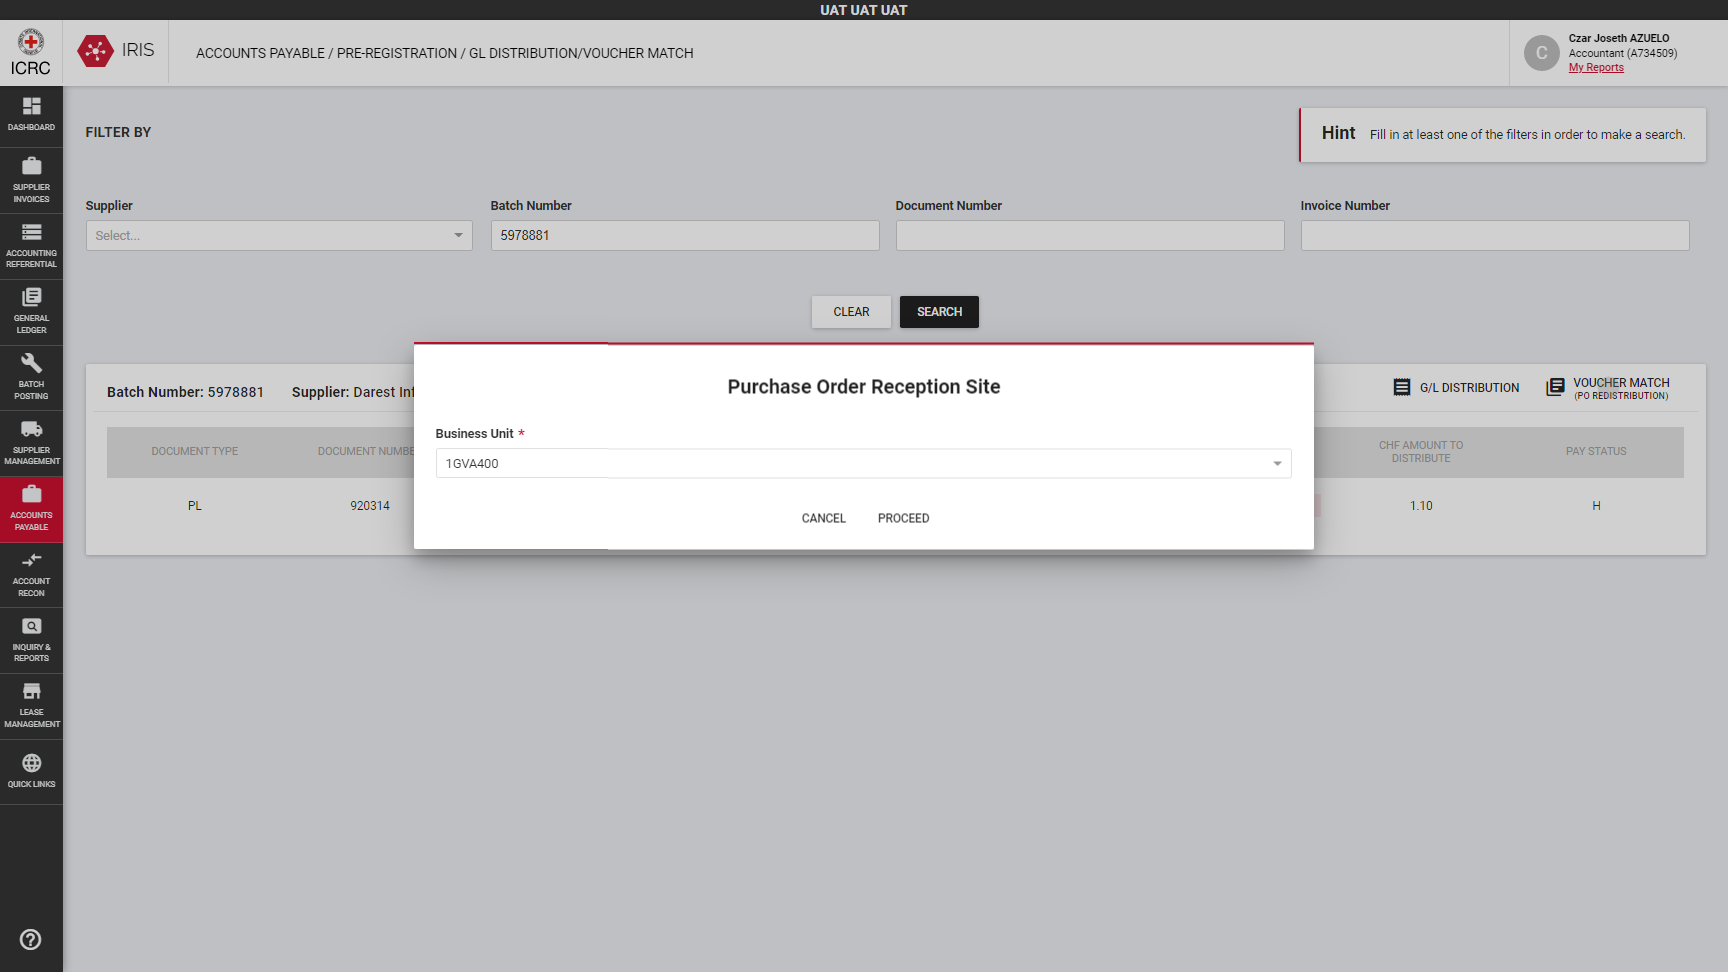 UAT UAT UAT
ICRC
IRIS
ACCOUNTS PAYABLE / PRE-REGISTRATION / GL DISTRIBUTION/VOUCHER MATCH
C
Czar Joseth AZUELO
Accountant (A734509)
My Reports
DASHBOARD
SUPPLIER
INVOICES
ACCOUNTING
REFERENTIAL
GENERAL
LEDGER
BATCH
POSTING
SUPPLIER
MANAGEMENT
ACCOUNTS
PAYABLE
ACCOUNT
RECON
INQUIRY &
REPORTS
LEASE
MANAGEMENT
QUICK LINKS
FILTER BY
Hint Fill in at least one of the filters in order to make a search.
Supplier
Select...
Batch Number
5978881
Document Number
Invoice Number
CLEAR
SEARCH
Batch Number: 5978881 Supplier: Darest Inf
G/L DISTRIBUTION
VOUCHER MATCH
(PO REDISTRIBUTION)
DOCUMENT TYPE
DOCUMENT NUMBE
CHF AMOUNT TO
DISTRIBUTE
PAY STATUS
PL
920314
1.10
H
Purchase Order Reception Site
Business Unit *
1GVA400
CANCEL
PROCEED